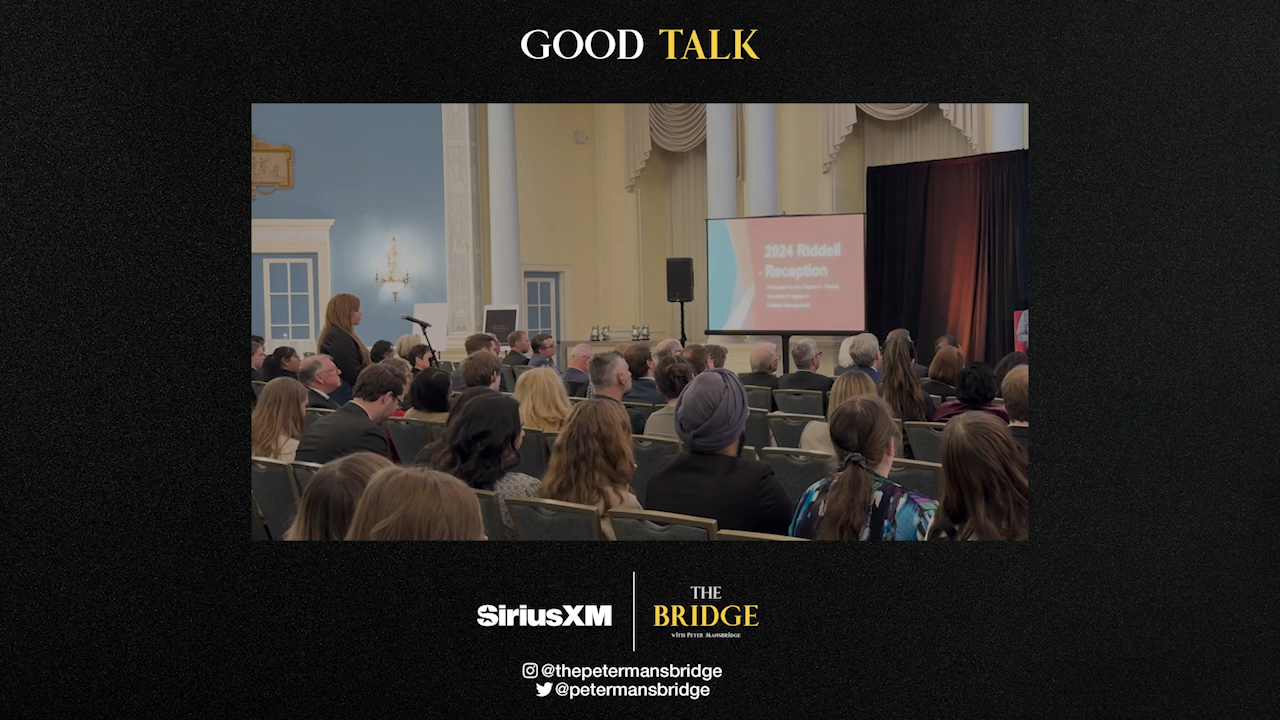 GOOD TALK
2024 Riddell
Reception
SiriusXM
THE
BRIDGE
WITH PETER MANSBRIDGE
@thepetermansbridge
@petermansbridge